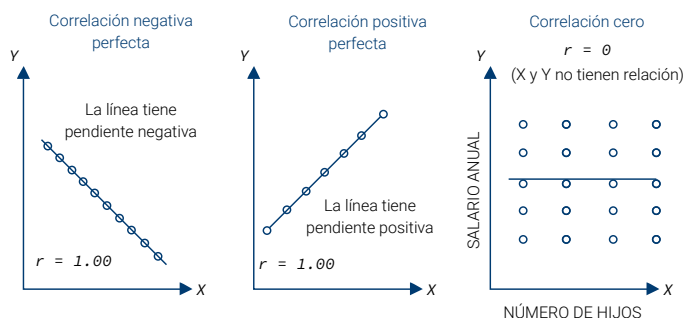 Correlación negativa
perfecta
Y
La línea tiene
pendiente negativa
r = 1.00
X
Correlación positiva
perfecta
Y
La línea tiene
pendiente positiva
r = 1.00
X
Correlación cero
r = 0
Y
(X y Y no tienen relación)
SALARIO ANUAL
X
NÚMERO DE HIJOS